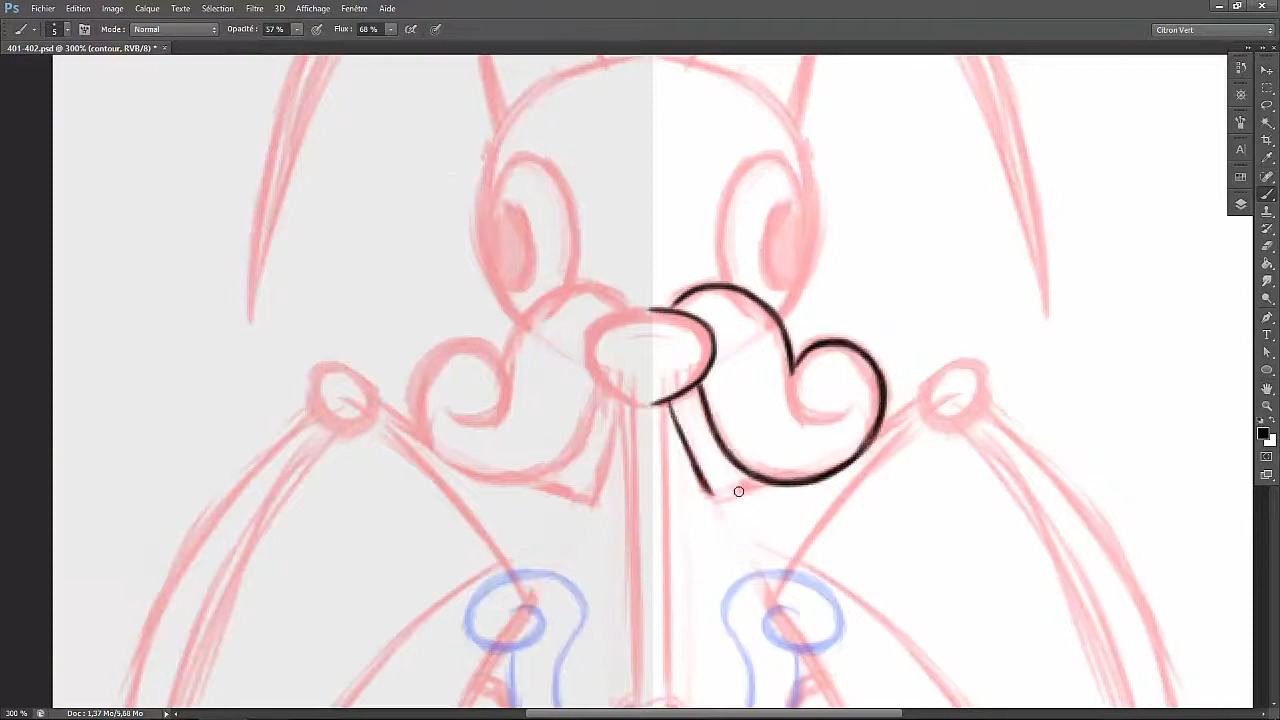 Ps Fichier Edition Image Calque Texte Sélection Filtre 3D Affichage Fenêtre Aide
5 Mode : Normal Opacité : 57 % Flux : 68 % Citron Vert
401-402.psd @ 300% (contour, RVB/8) * ×
A
T
300 % Doc : 1,37 Mo/5,68 Mo